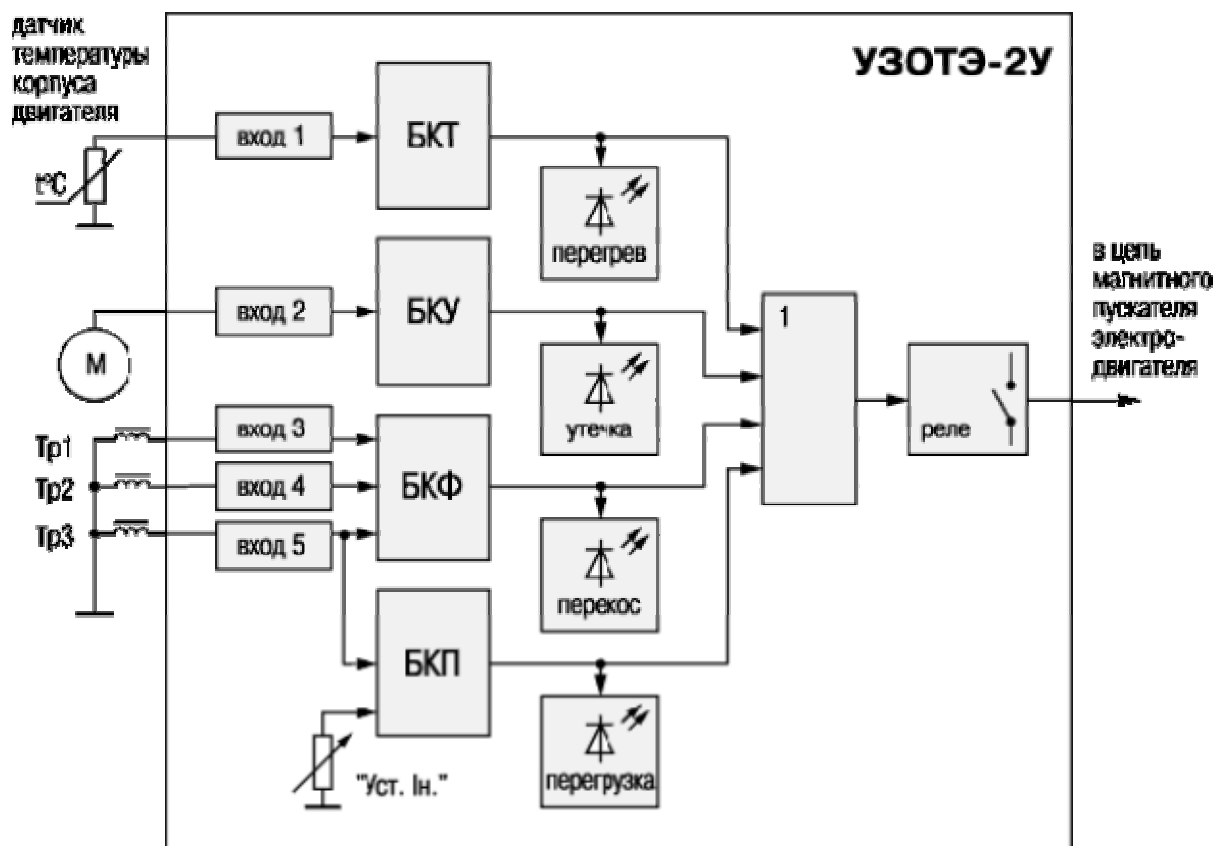 датчик
температуры
корпуса
двигателя
УЗОТЭ-2У
t°C
вход 1
БКТ
перегрев
М
вход 2
БКУ
утечка
Тр1
Тр2
Тр3
вход 3
вход 4
вход 5
БКФ
перекос
БКП
"Уст. Iн."
перегрузка
1
реле
в цепь
магнитного
пускателя
электро-
двигателя